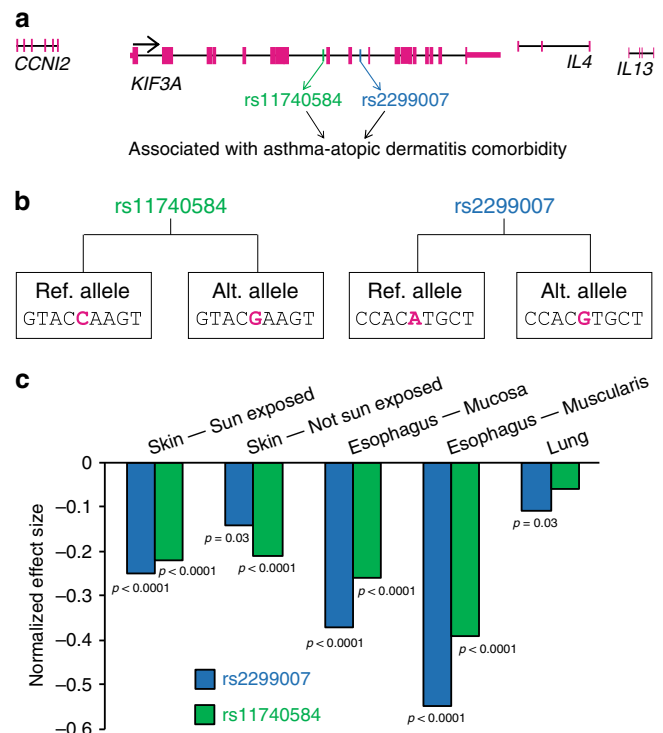 a
CCNI2
KIF3A
IL4
IL13
rs11740584 rs2299007
Associated with asthma-atopic dermatitis comorbidity
b
rs11740584 rs2299007
Ref. allele Alt. allele Ref. allele Alt. allele
GTACCAAGT GTACGAAGT CCACATGCT CCACGTGCT
c
Skin — Sun exposed
Skin — Not sun exposed
Esophagus — Mucosa
Esophagus — Muscularis
Lung
Normalized effect size
0
–0.1
–0.2
–0.3
–0.4
–0.5
–0.6
p < 0.0001
p < 0.0001
p = 0.03
p < 0.0001
p < 0.0001
p < 0.0001
p < 0.0001
p < 0.0001
p = 0.03
rs2299007
rs11740584